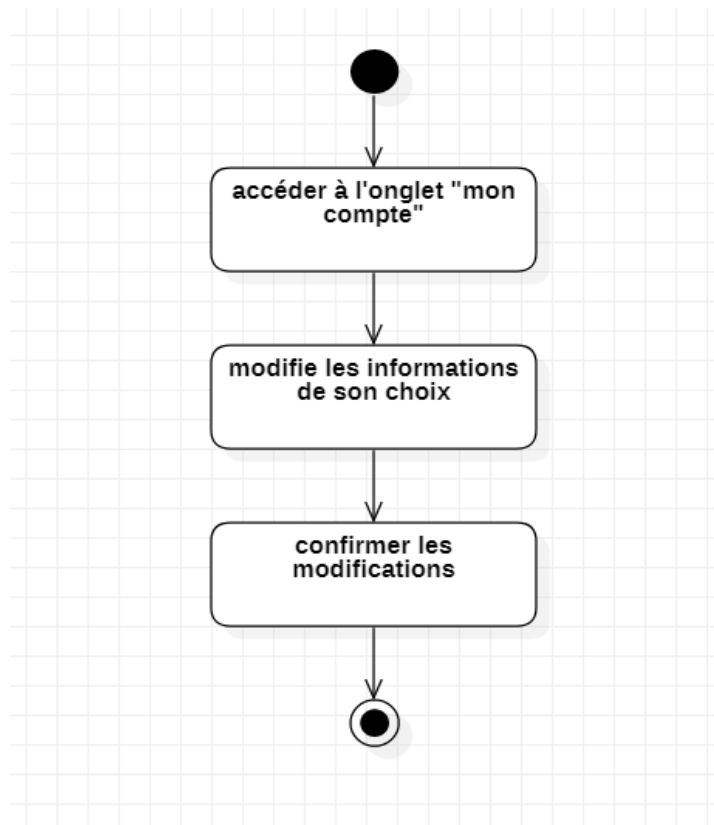 accéder à l'onglet "mon
compte"
modifie les informations
de son choix
confirmer les
modifications